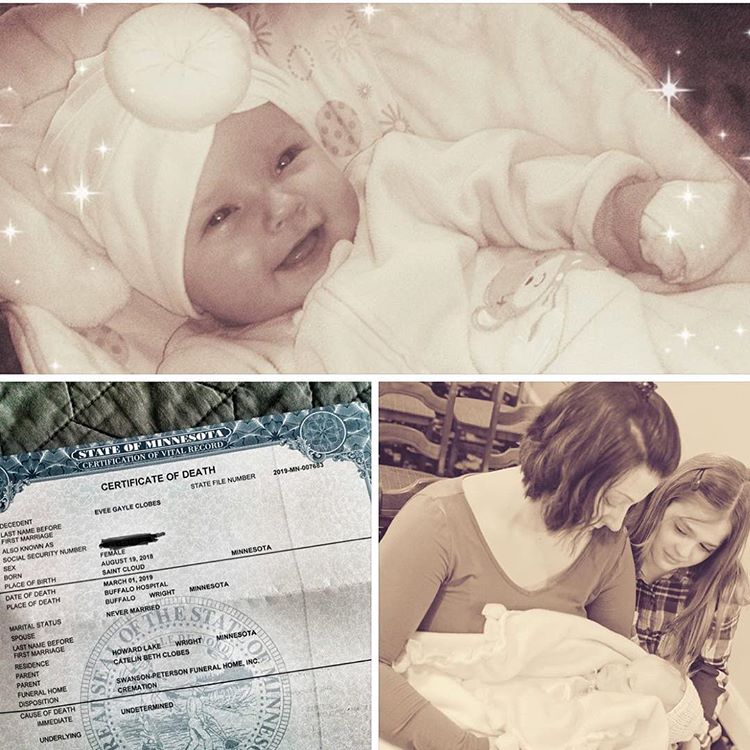 STATE OF MINNESOTA
CERTIFICATION OF VITAL RECORD
CERTIFICATE OF DEATH
STATE FILE NUMBER 2019-MN-007683
DECEDENT EVEE GAYLE CLOBES
LAST NAME BEFORE
FIRST MARRIAGE
ALSO KNOWN AS
SOCIAL SECURITY NUMBER
SEX FEMALE
BORN AUGUST 19, 2018
PLACE OF BIRTH SAINT CLOUD MINNESOTA
DATE OF DEATH MARCH 01, 2019
PLACE OF DEATH BUFFALO HOSPITAL
BUFFALO WRIGHT MINNESOTA
MARITAL STATUS NEVER MARRIED
SPOUSE
LAST NAME BEFORE
FIRST MARRIAGE
RESIDENCE HOWARD LAKE WRIGHT MINNESOTA
PARENT CATELIN BETH CLOBES
PARENT
FUNERAL HOME SWANSON-PETERSON FUNERAL HOME, INC.
DISPOSITION CREMATION
CAUSE OF DEATH
IMMEDIATE UNDETERMINED
UNDERLYING